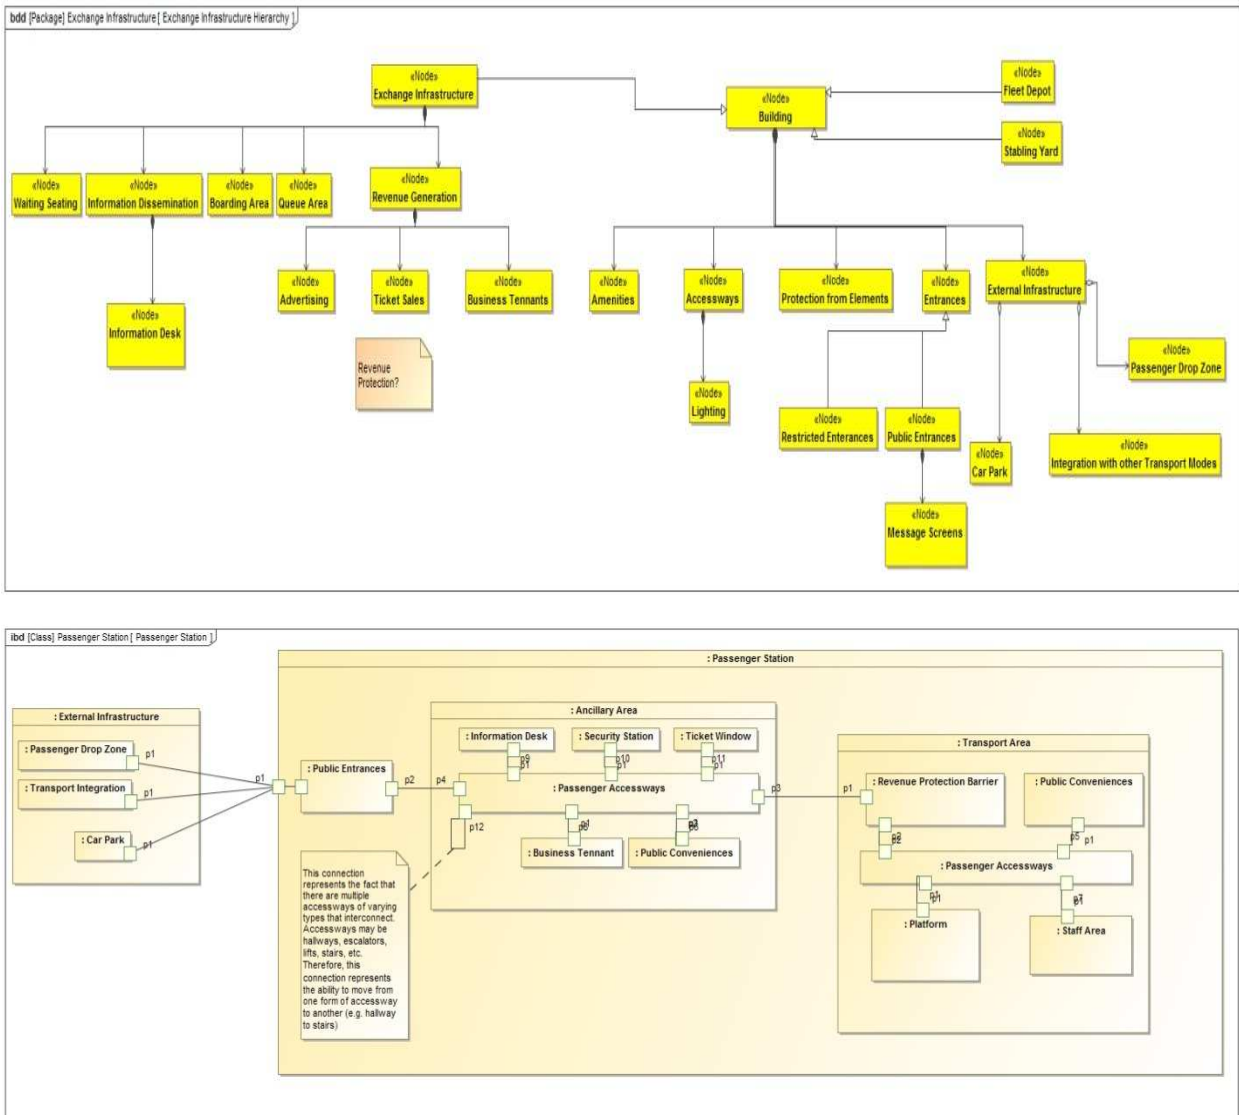 bdd [Package] Exchange Infrastructure [ Exchange Infrastructure Hierarchy ]
«Node»
Exchange Infrastructure
«Node»
Building
«Node»
Fleet Depot
«Node»
Stabling Yard
«Node»
Waiting Seating
«Node»
Information Dissemination
«Node»
Boarding Area
«Node»
Queue Area
«Node»
Revenue Generation
«Node»
Advertising
«Node»
Ticket Sales
«Node»
Business Tennants
«Node»
Amenities
«Node»
Accessways
«Node»
Protection from Elements
«Node»
Entrances
«Node»
External Infrastructure
«Node»
Information Desk
Revenue
Protection?
«Node»
Passenger Drop Zone
«Node»
Lighting
«Node»
Restricted Enterances
«Node»
Public Entrances
«Node»
Car Park
«Node»
Integration with other Transport Modes
«Node»
Message Screens
ibd [Class] Passenger Station [ Passenger Station ]
: Passenger Station
: External Infrastructure
: Passenger Drop Zone
p1
: Transport Integration
p1
: Car Park
p1
p1
: Public Entrances
p2
p4
: Ancillary Area
: Information Desk
p9
p1
: Security Station
p10
p1
: Ticket Window
p11
p1
: Passenger Accessways
p3
p12
p1
: Business Tennant
: Public Conveniences
This connection
represents the fact that
there are multiple
accessways of varying
types that interconnect.
Accessways may be
hallways, escalators,
lifts, stairs, etc.
Therefore, this
connection represents
the ability to move from
one form of accessway
to another (e.g. hallway
to stairs)
: Transport Area
p1
: Revenue Protection Barrier
: Public Conveniences
p2
p5
p1
: Passenger Accessways
p1
p1
: Platform
: Staff Area